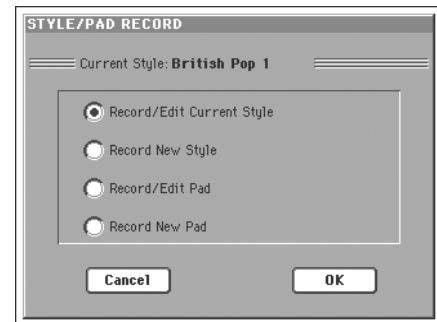 STYLE/PAD RECORD
Current Style: British Pop 1
Record/Edit Current Style
Record New Style
Record/Edit Pad
Record New Pad
Cancel OK